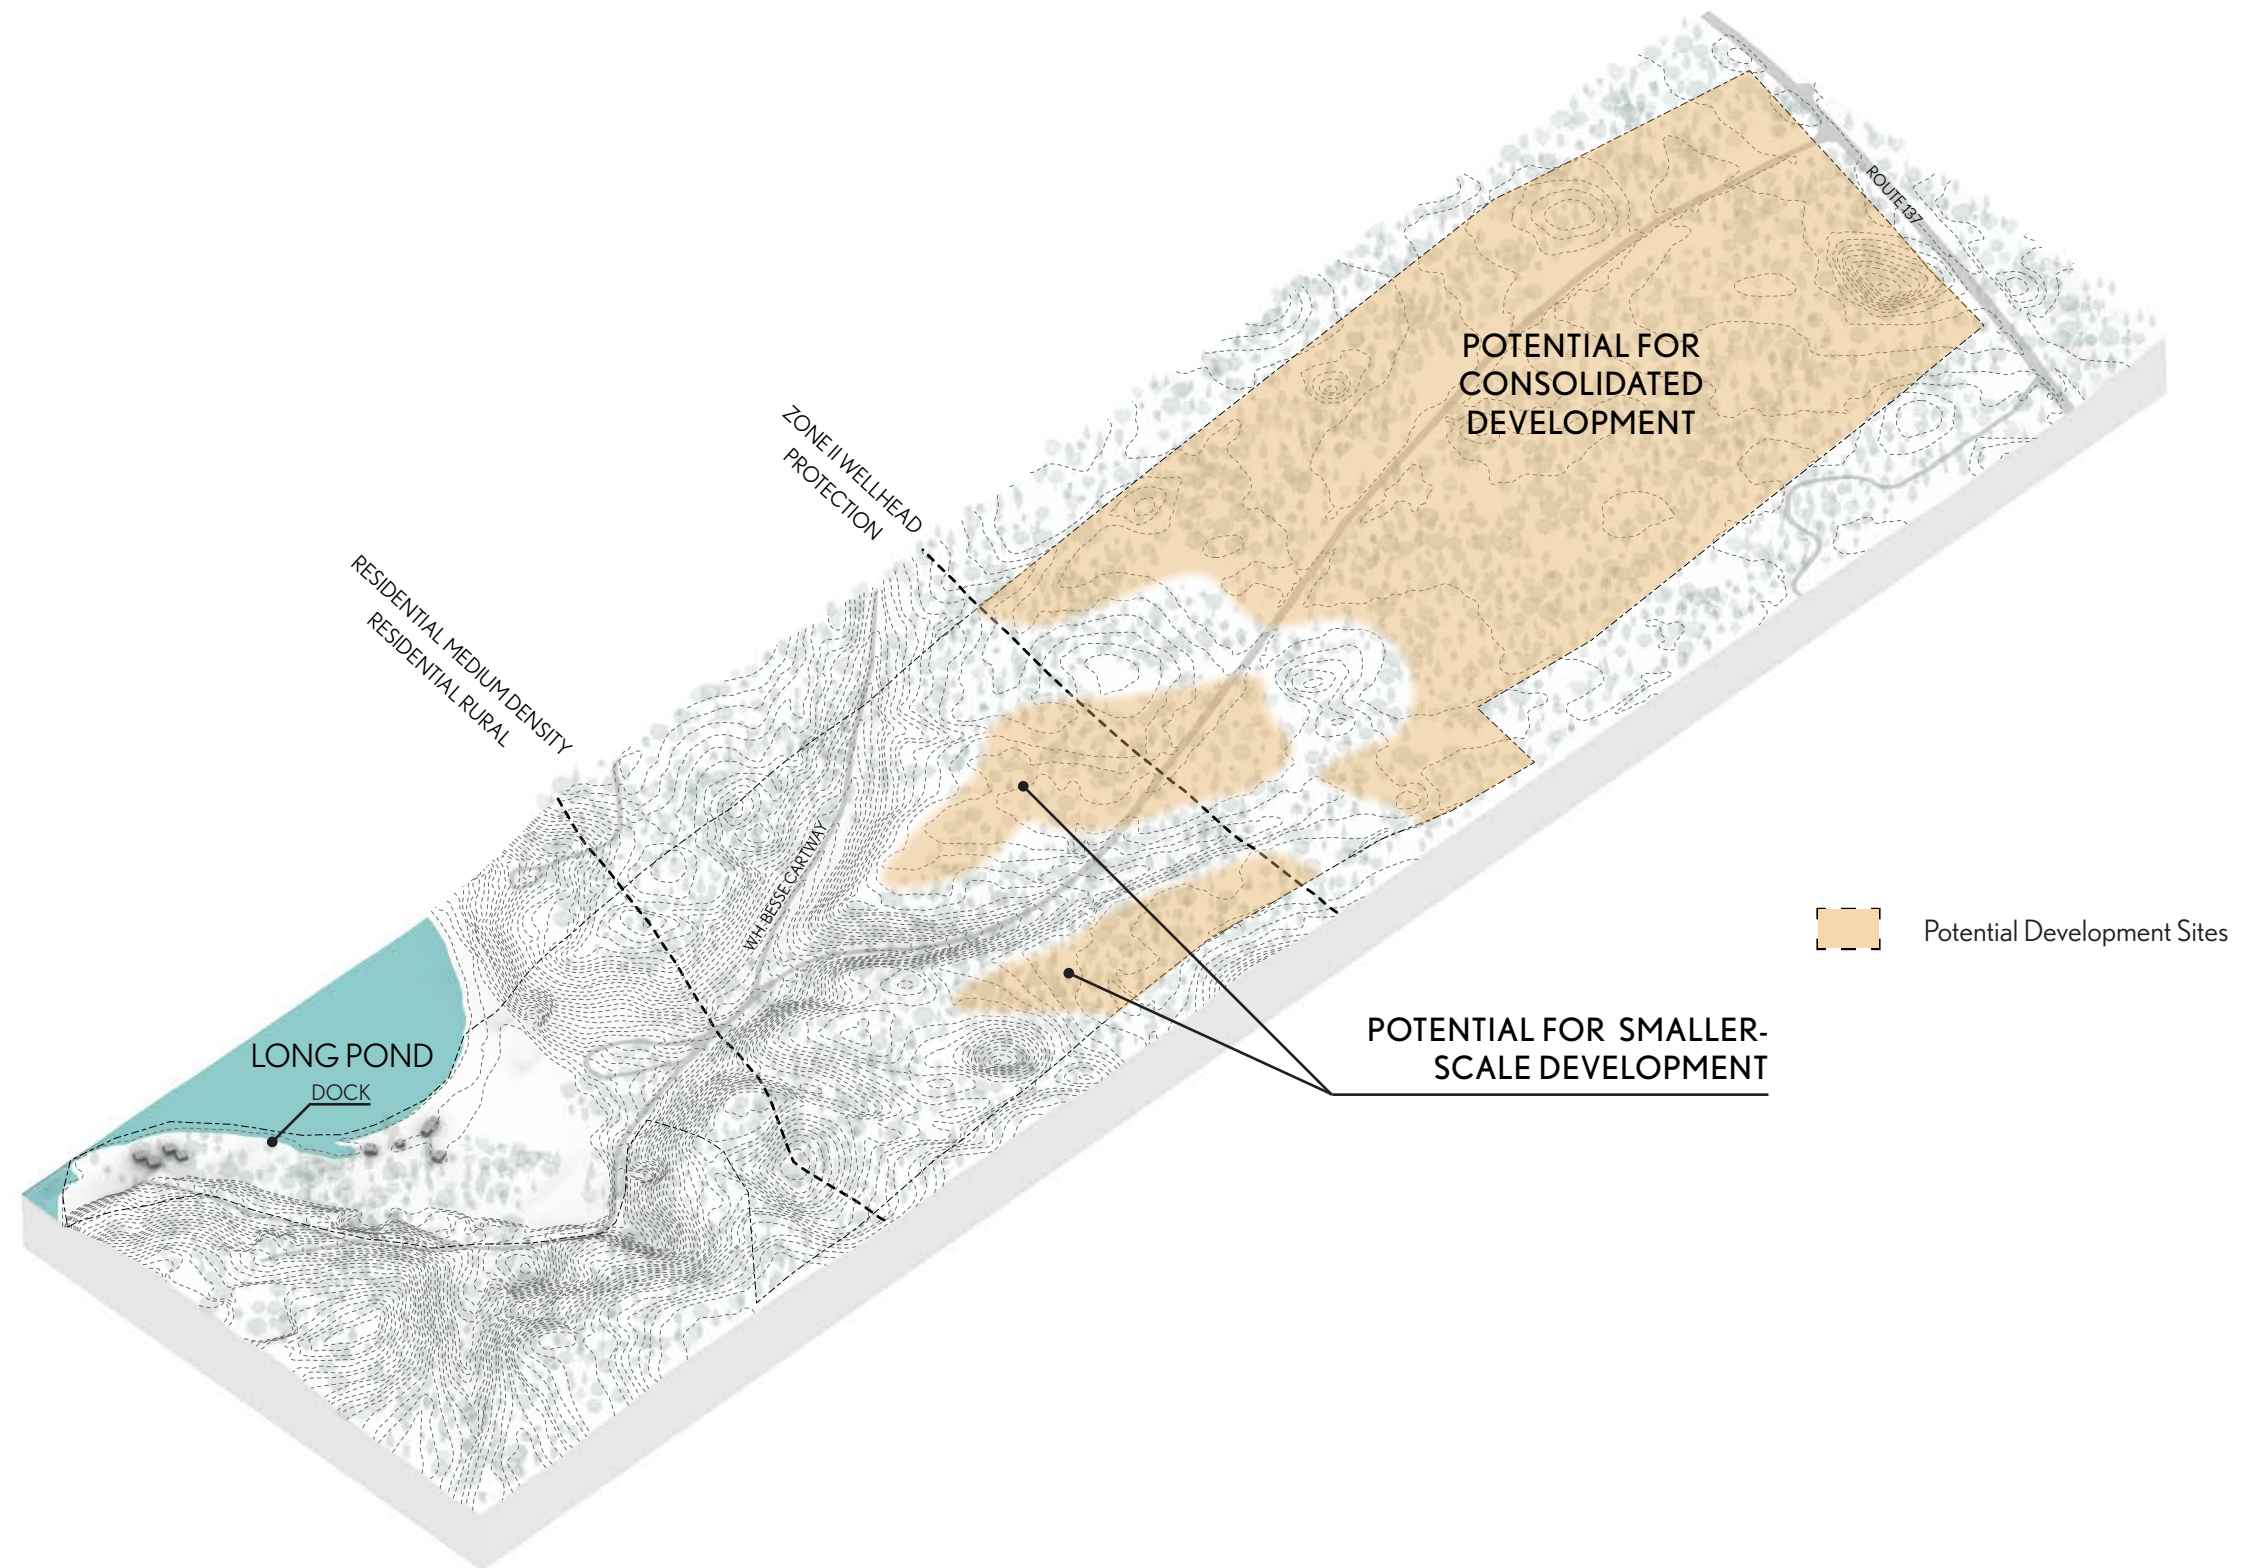 ROUTE 137
POTENTIAL FOR
CONSOLIDATED
DEVELOPMENT
ZONE II WELLHEAD
PROTECTION
RESIDENTIAL MEDIUM DENSITY
RESIDENTIAL RURAL
W.H. BESSE CARTWAY
Potential Development Sites
POTENTIAL FOR SMALLER-
SCALE DEVELOPMENT
LONG POND
DOCK